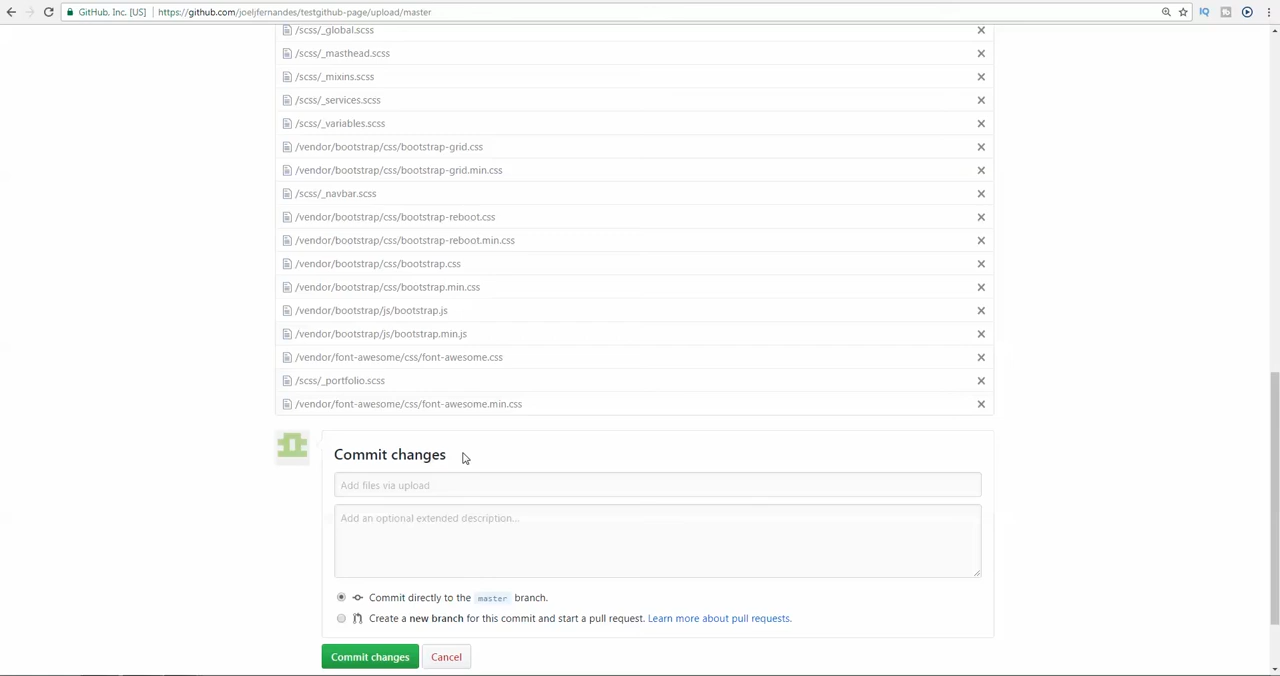 GitHub, Inc. [US] https://github.com/joeljfernandes/testgithub-page/upload/master
/scss/_global.scss
/scss/_masthead.scss
/scss/_mixins.scss
/scss/_services.scss
/scss/_variables.scss
/vendor/bootstrap/css/bootstrap-grid.css
/vendor/bootstrap/css/bootstrap-grid.min.css
/scss/_navbar.scss
/vendor/bootstrap/css/bootstrap-reboot.css
/vendor/bootstrap/css/bootstrap-reboot.min.css
/vendor/bootstrap/css/bootstrap.css
/vendor/bootstrap/css/bootstrap.min.css
/vendor/bootstrap/js/bootstrap.js
/vendor/bootstrap/js/bootstrap.min.js
/vendor/font-awesome/css/font-awesome.css
/scss/_portfolio.scss
/vendor/font-awesome/css/font-awesome.min.css
Commit changes
Add files via upload
Add an optional extended description...
Commit directly to the master branch.
Create a new branch for this commit and start a pull request. Learn more about pull requests.
Commit changes Cancel